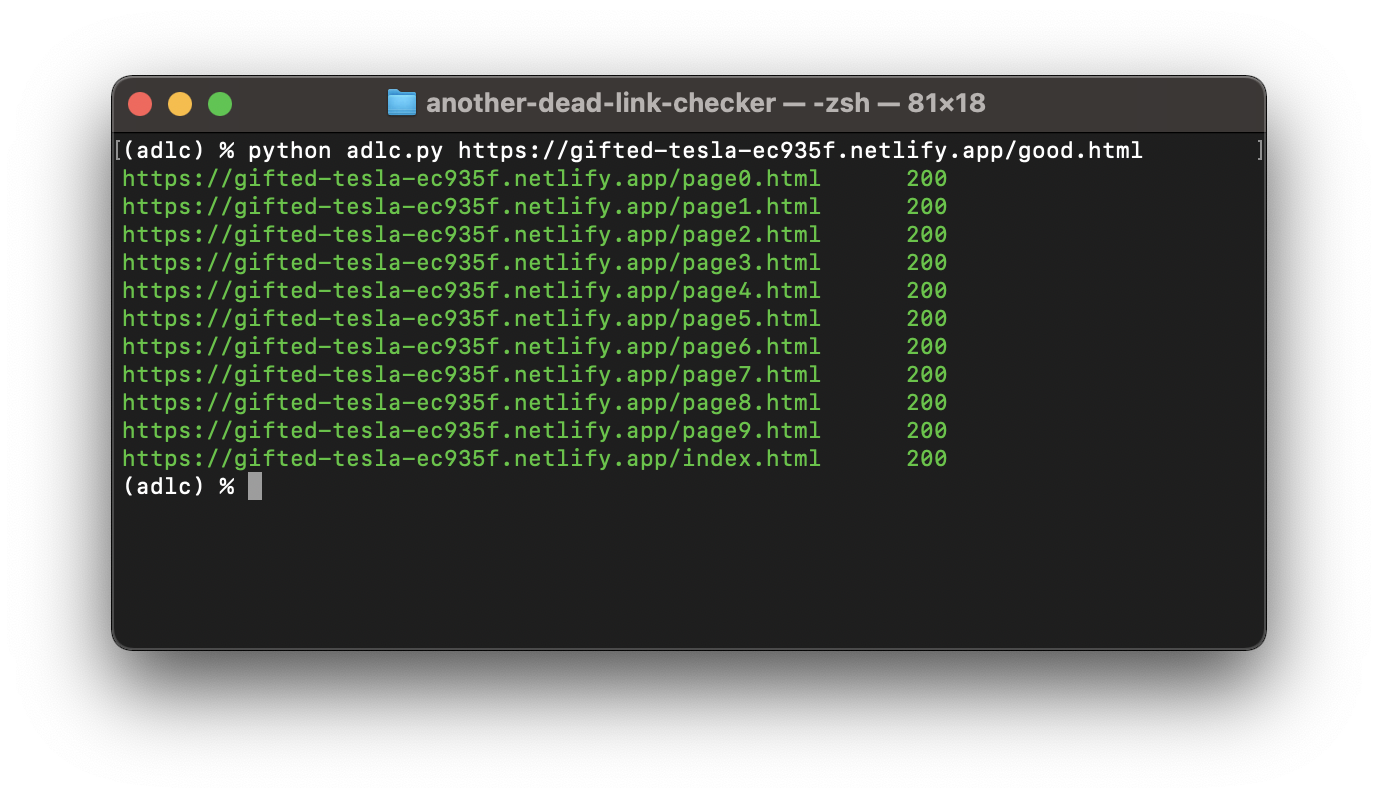 another-dead-link-checker — -zsh — 81×18
[(adlc) % python adlc.py https://gifted-tesla-ec935f.netlify.app/good.html ]
https://gifted-tesla-ec935f.netlify.app/page0.html 200
https://gifted-tesla-ec935f.netlify.app/page1.html 200
https://gifted-tesla-ec935f.netlify.app/page2.html 200
https://gifted-tesla-ec935f.netlify.app/page3.html 200
https://gifted-tesla-ec935f.netlify.app/page4.html 200
https://gifted-tesla-ec935f.netlify.app/page5.html 200
https://gifted-tesla-ec935f.netlify.app/page6.html 200
https://gifted-tesla-ec935f.netlify.app/page7.html 200
https://gifted-tesla-ec935f.netlify.app/page8.html 200
https://gifted-tesla-ec935f.netlify.app/page9.html 200
https://gifted-tesla-ec935f.netlify.app/index.html 200
(adlc) %